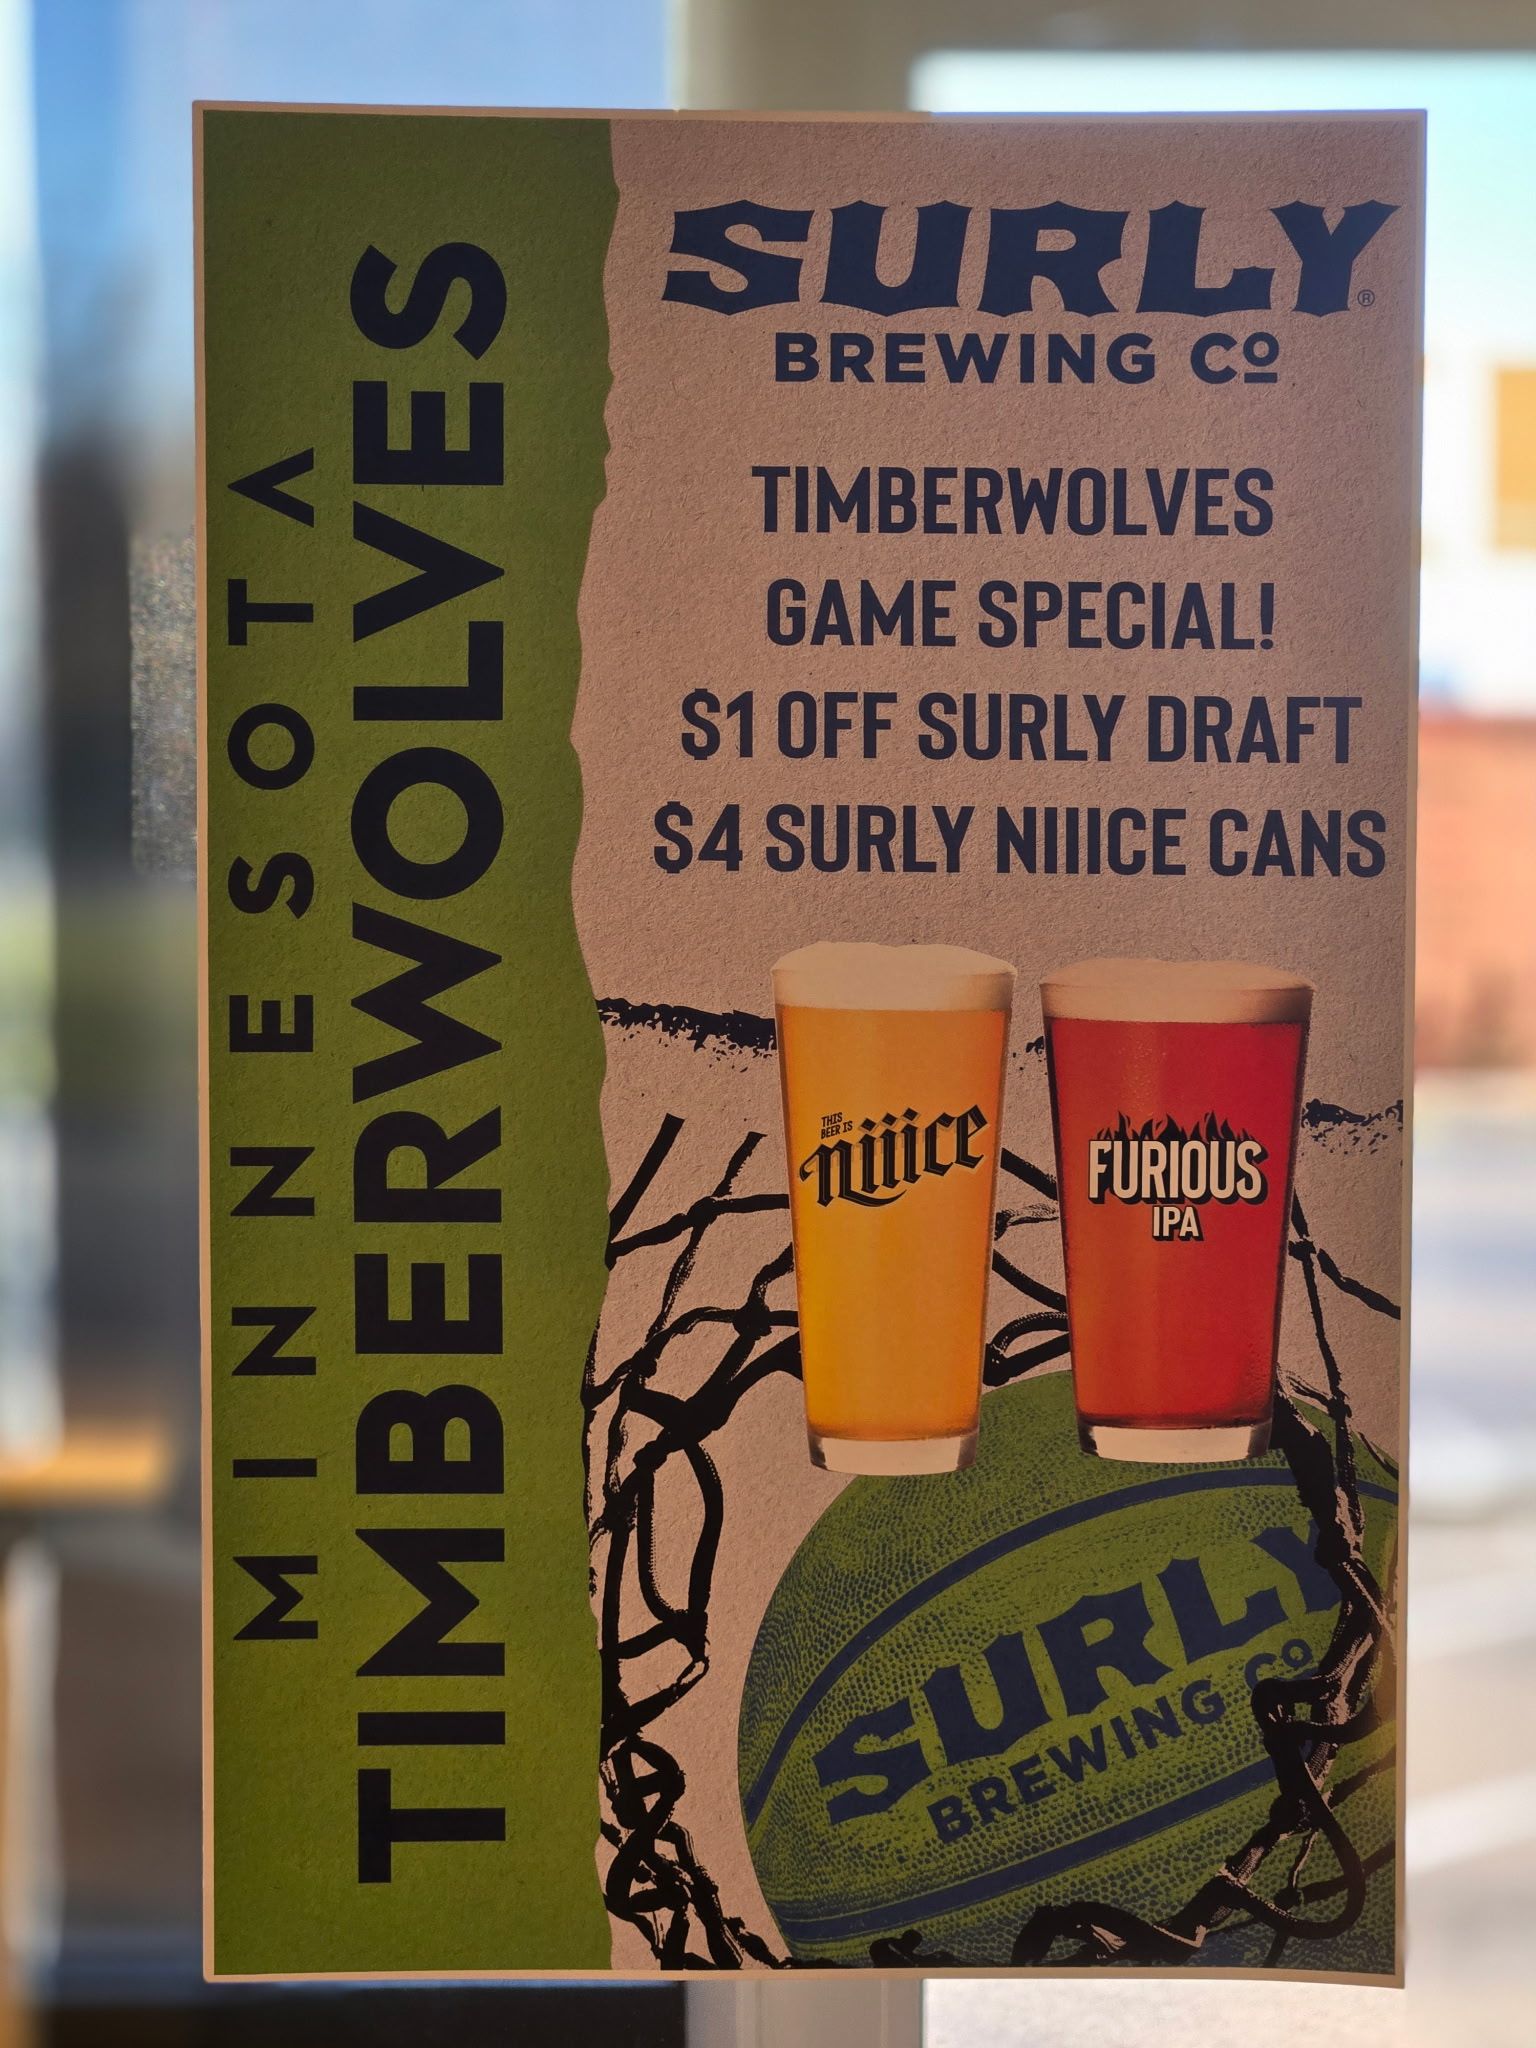 MINNESOTA
TIMBERWOLVES
SURLY®
BREWING Co
TIMBERWOLVES
GAME SPECIAL!
$1 OFF SURLY DRAFT
$4 SURLY NIIICE CANS
THIS
BEER IS
niiice
FURIOUS
IPA
SURLY
BREWING Co